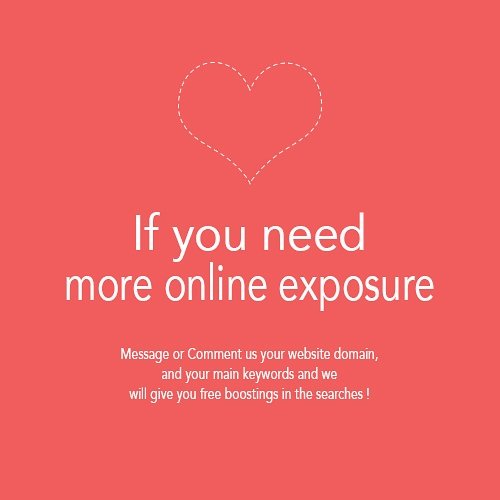 If you need
more online exposure
Message or Comment us your website domain,
and your main keywords and we
will give you free boostings in the searches !